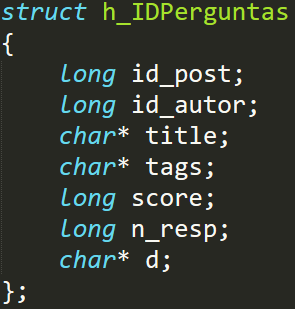 struct h_IDPerguntas
{
    long id_post;
    long id_autor;
    char* title;
    char* tags;
    long score;
    long n_resp;
    char* d;
};